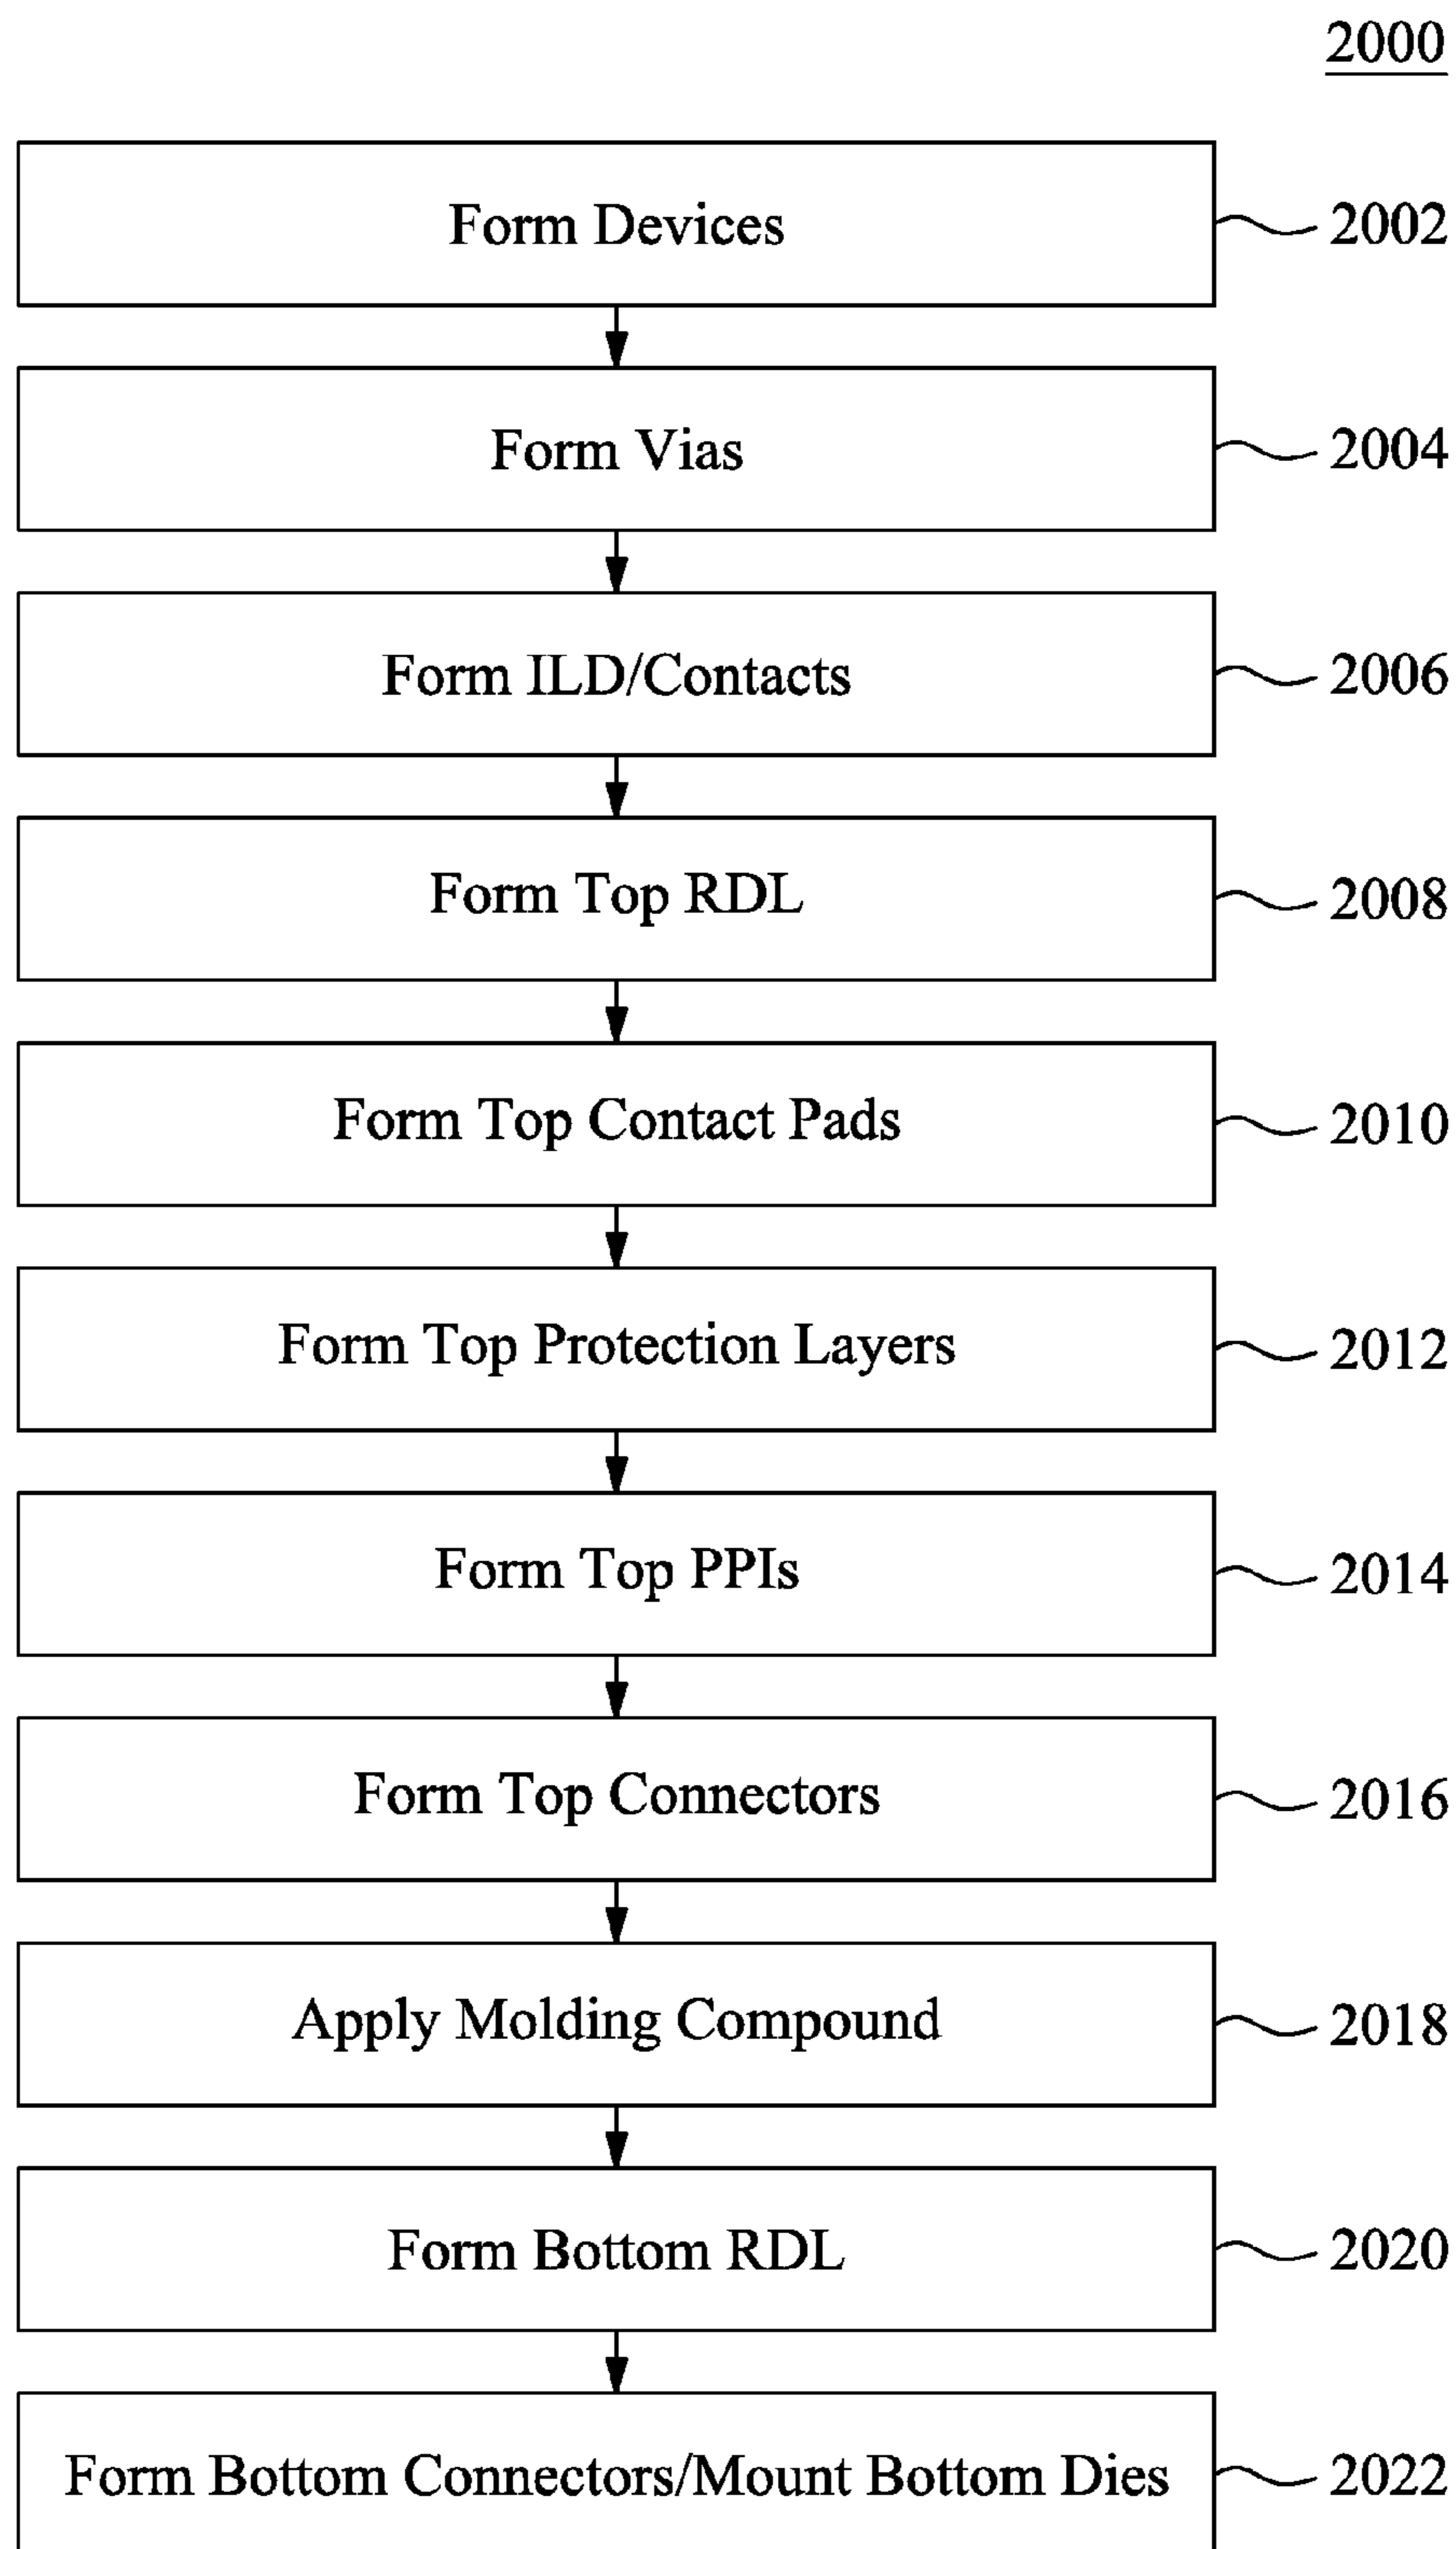 2000
Form Devices 2002
Form Vias 2004
Form ILD/Contacts 2006
Form Top RDL 2008
Form Top Contact Pads 2010
Form Top Protection Layers 2012
Form Top PPIs 2014
Form Top Connectors 2016
Apply Molding Compound 2018
Form Bottom RDL 2020
Form Bottom Connectors/Mount Bottom Dies 2022